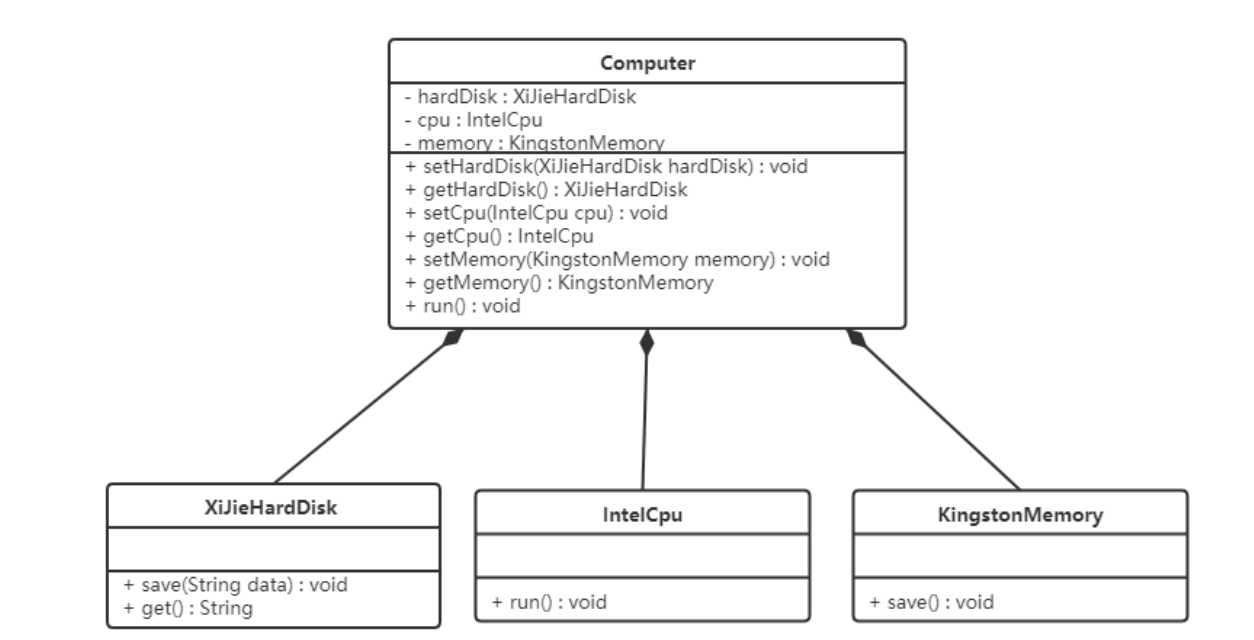 Computer
- hardDisk : XiJieHardDisk
- cpu : IntelCpu
- memory : KingstonMemory
+ setHardDisk(XiJieHardDisk hardDisk) : void
+ getHardDisk() : XiJieHardDisk
+ setCpu(IntelCpu cpu) : void
+ getCpu() : IntelCpu
+ setMemory(KingstonMemory memory) : void
+ getMemory() : KingstonMemory
+ run() : void
XiJieHardDisk
+ save(String data) : void
+ get() : String
IntelCpu
+ run() : void
KingstonMemory
+ save() : void